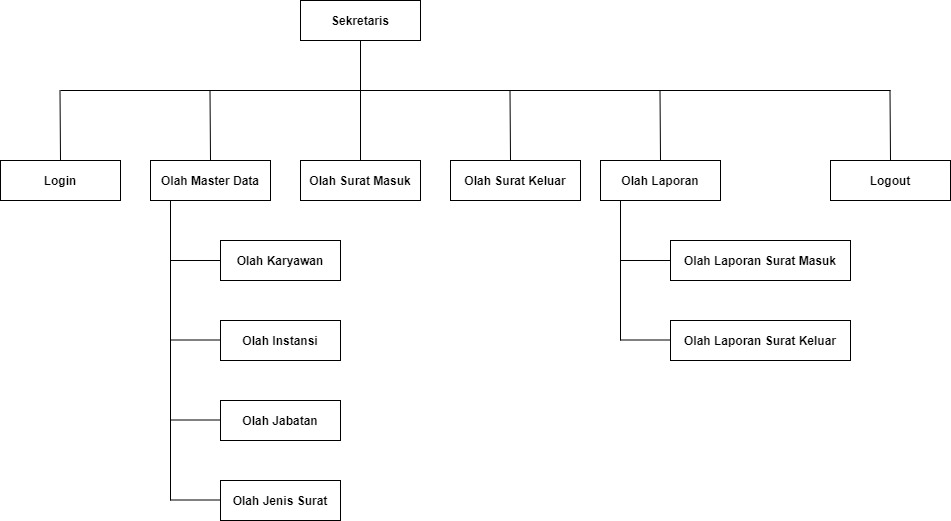 Sekretaris
Login
Olah Master Data
Olah Surat Masuk
Olah Surat Keluar
Olah Laporan
Logout
Olah Karyawan
Olah Laporan Surat Masuk
Olah Instansi
Olah Laporan Surat Keluar
Olah Jabatan
Olah Jenis Surat